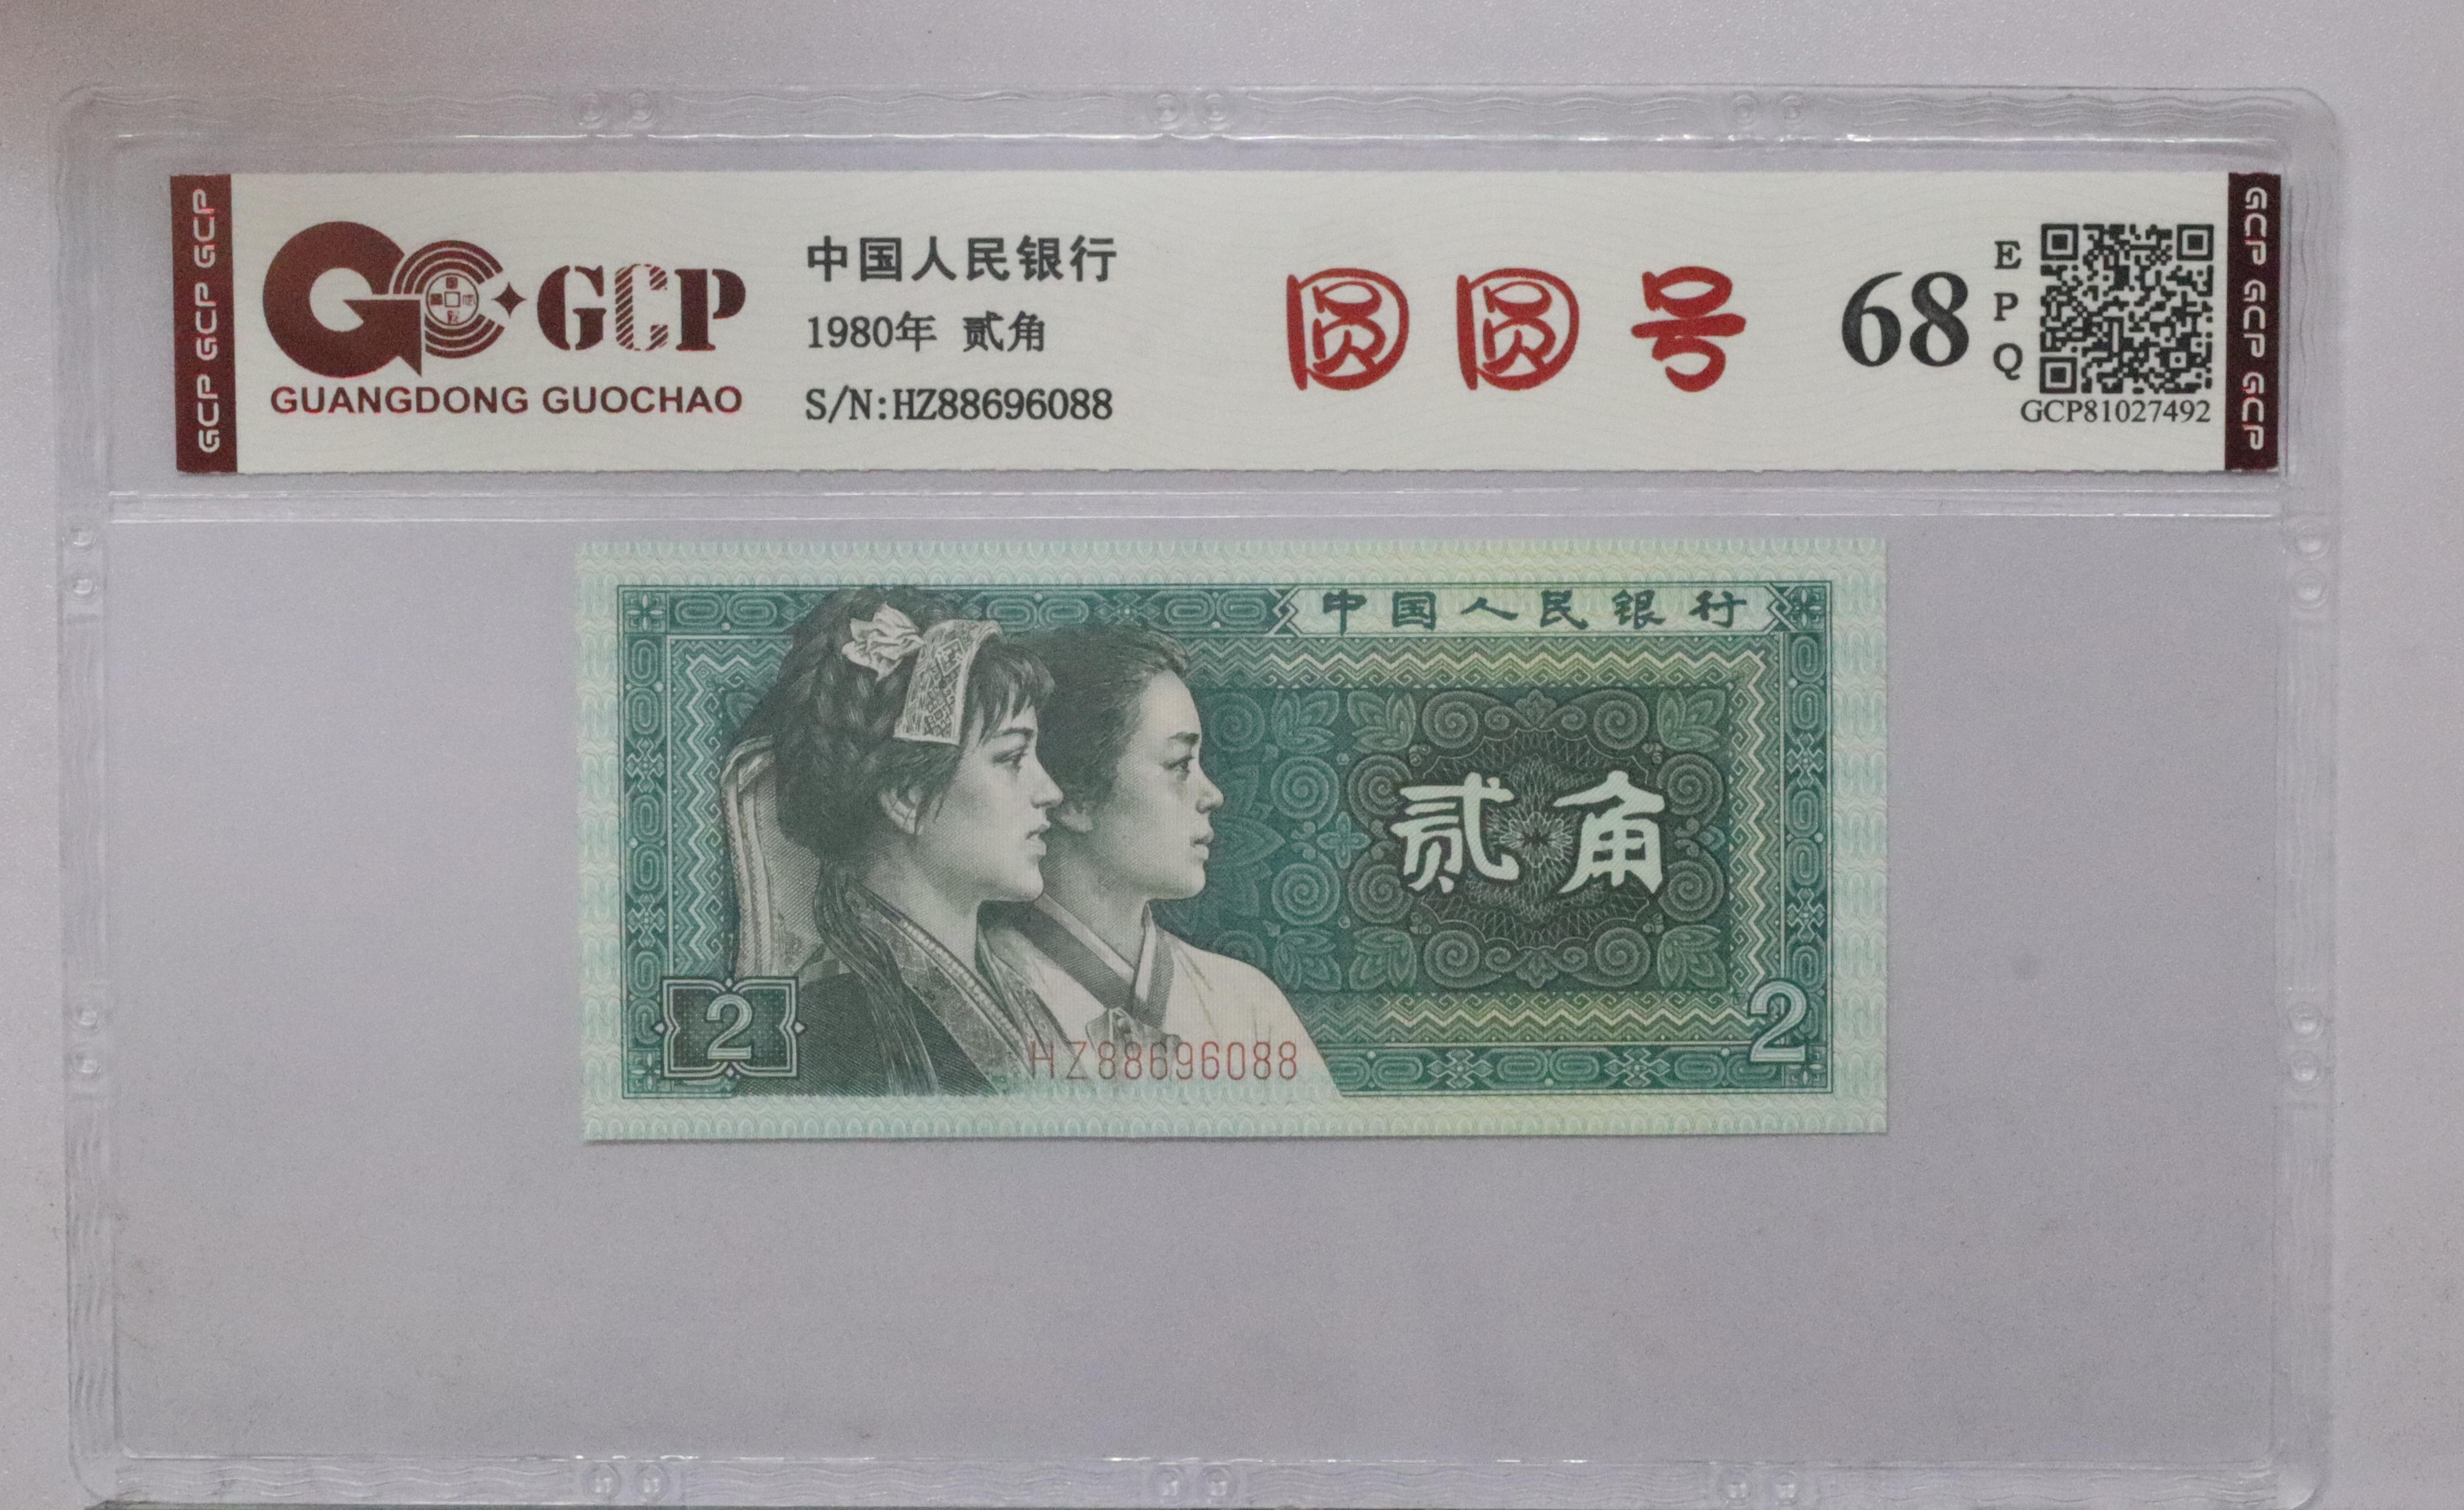 GCP GCP GCP
GCP
GUANGDONG GUOCHAO
中国人民银行
1980年 贰角
S/N:HZ88696088
圆圆号
68
E
P
Q
GCP81027492
GCP GCP GCP
中国人民银行
贰角
2
2
HZ88696088